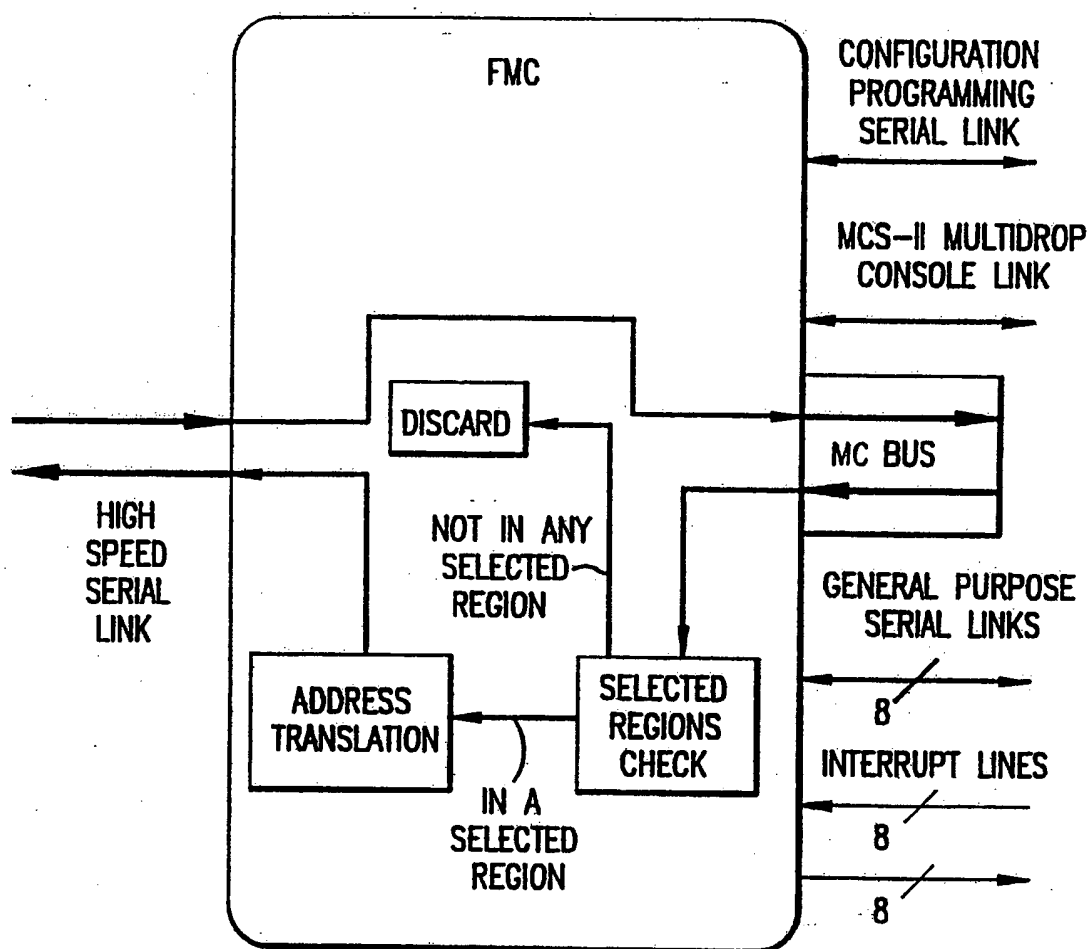 FMC
CONFIGURATION
PROGRAMMING
SERIAL LINK
MCS-II MULTIDROP
CONSOLE LINK
DISCARD
MC BUS
HIGH
SPEED
SERIAL
LINK
NOT IN ANY
SELECTED
REGION
GENERAL PURPOSE
SERIAL LINKS
8
ADDRESS
TRANSLATION
SELECTED
REGIONS
CHECK
IN A
SELECTED
REGION
INTERRUPT LINES
8
8